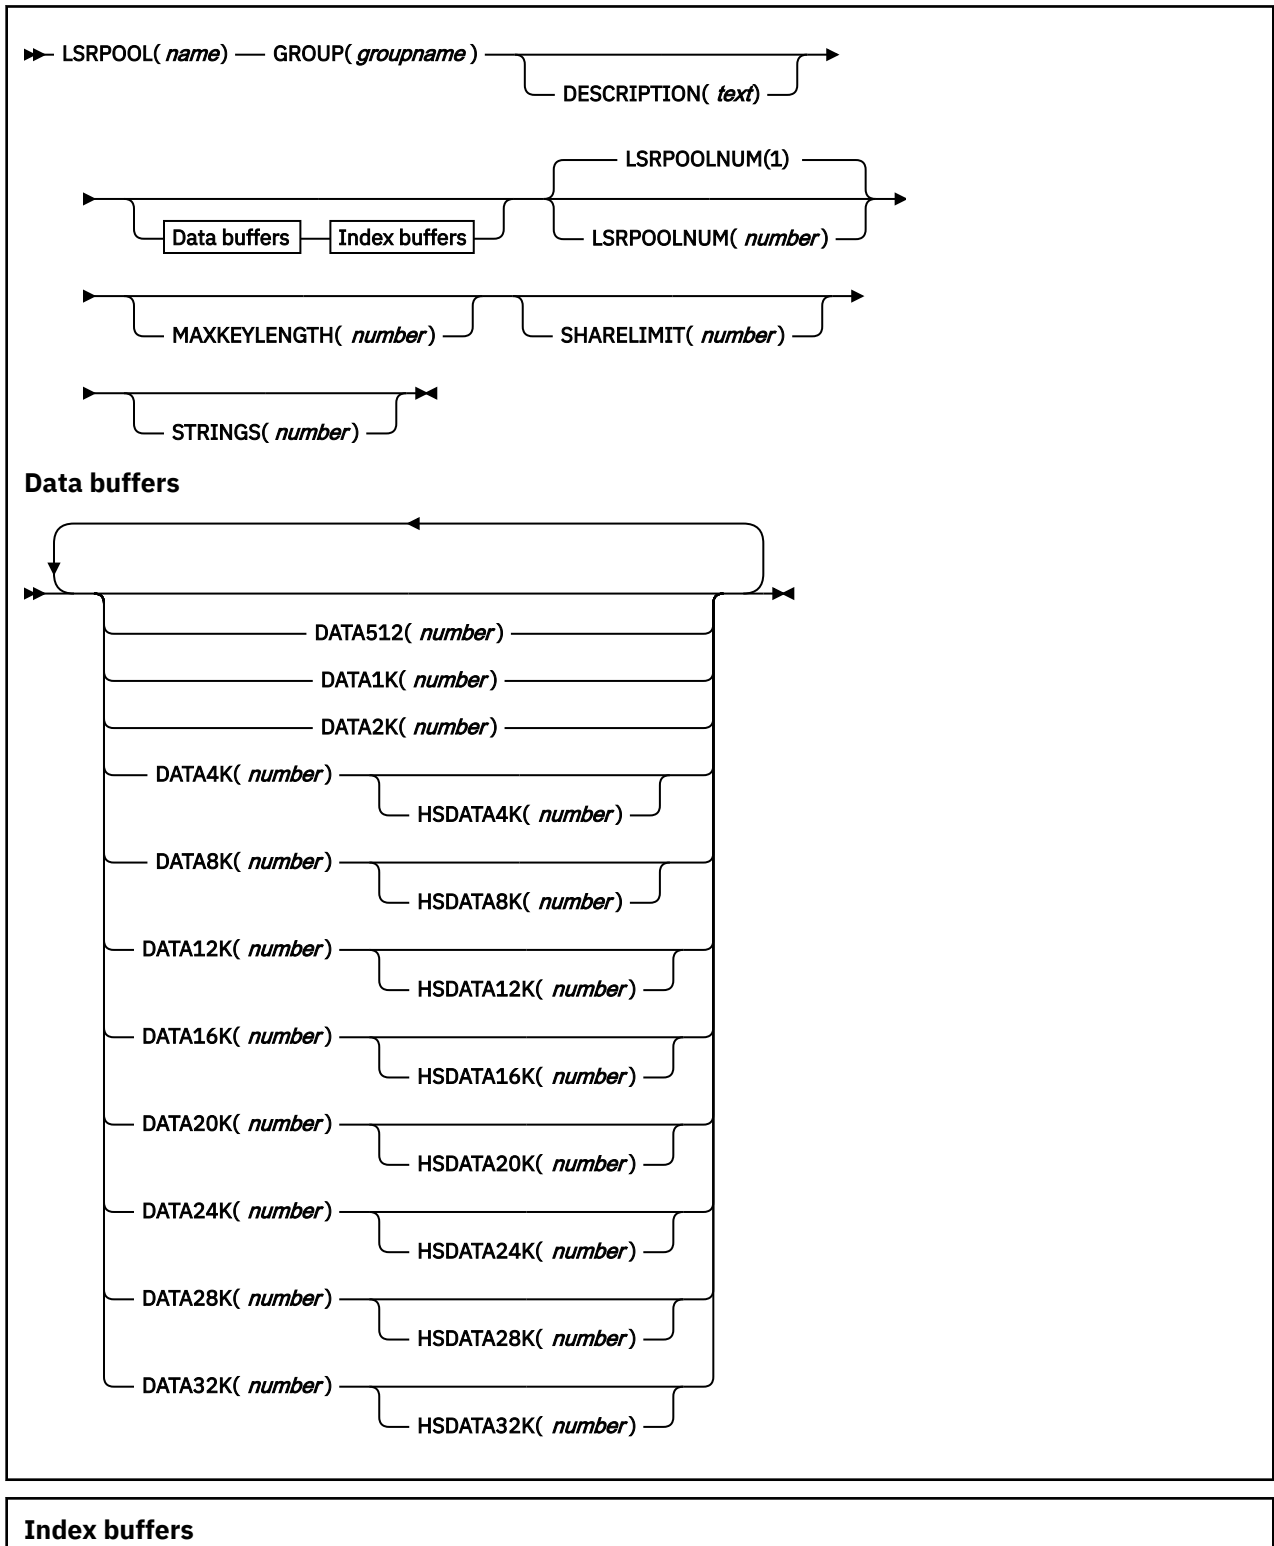 LSRPOOL( name) GROUP( groupname )
DESCRIPTION( text)
LSRPOOLNUM(1)
Data buffers Index buffers
LSRPOOLNUM( number)
MAXKEYLENGTH( number) SHARELIMIT( number)
STRINGS( number)
Data buffers
DATA512( number)
DATA1K( number)
DATA2K( number)
DATA4K( number)
HSDATA4K( number)
DATA8K( number)
HSDATA8K( number)
DATA12K( number)
HSDATA12K( number)
DATA16K( number)
HSDATA16K( number)
DATA20K( number)
HSDATA20K( number)
DATA24K( number)
HSDATA24K( number)
DATA28K( number)
HSDATA28K( number)
DATA32K( number)
HSDATA32K( number)
Index buffers